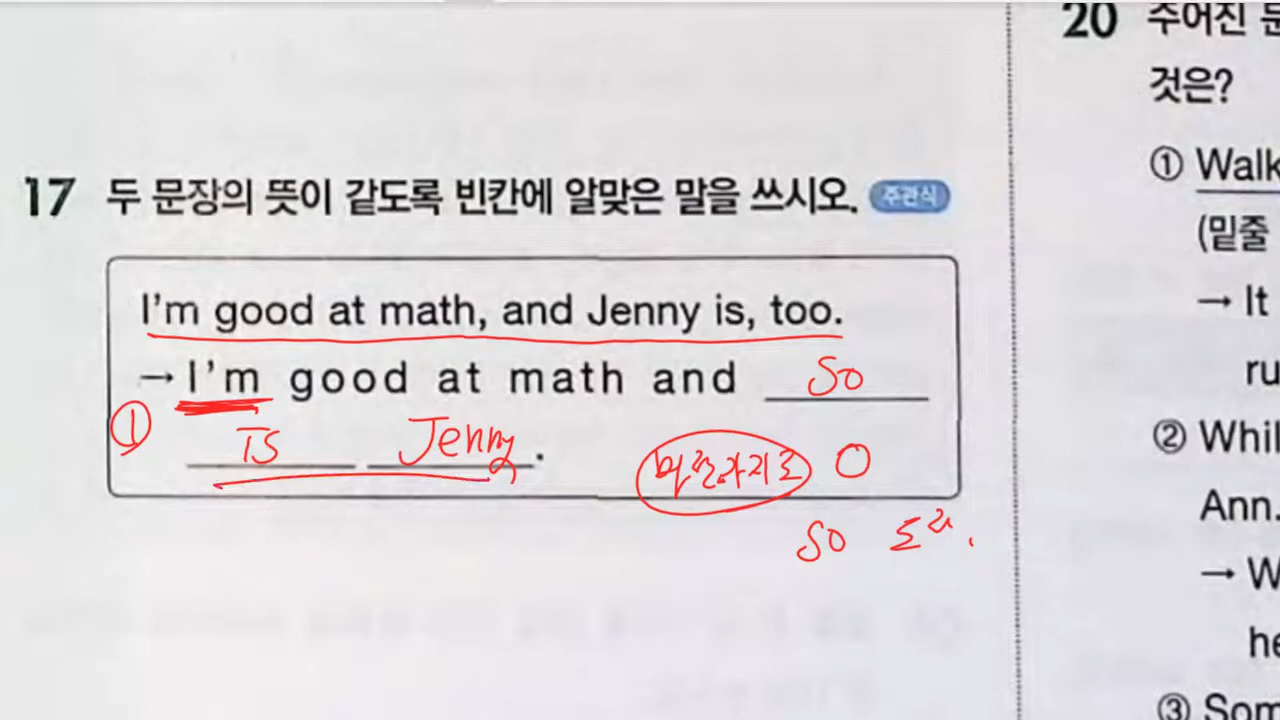 17 두 문장의 뜻이 같도록 빈칸에 알맞은 말을 쓰시오. 주관식
I'm good at math, and Jenny is, too.
→ I'm good at math and so
① is Jenny.
마찬가지로 O
so 도치.
20 주어진 문
것은?
① Walk
(밑줄
→ It
ru
② Whil
Ann.
→ W
he
③ Som